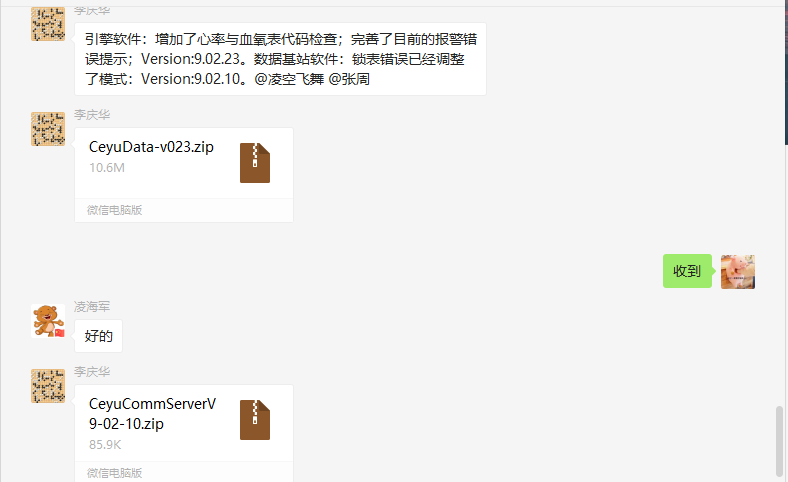 李庆华
引擎软件：增加了心率与血氧表代码检查；完善了目前的报警错
误提示；Version:9.02.23。数据基站软件：锁表错误已经调整
了模式：Version:9.02.10。@凌空飞舞 @张周
李庆华
CeyuData-v023.zip
10.6M
微信电脑版
收到
凌海军
好的
李庆华
CeyuCommServerV
9-02-10.zip
85.9K
微信电脑版